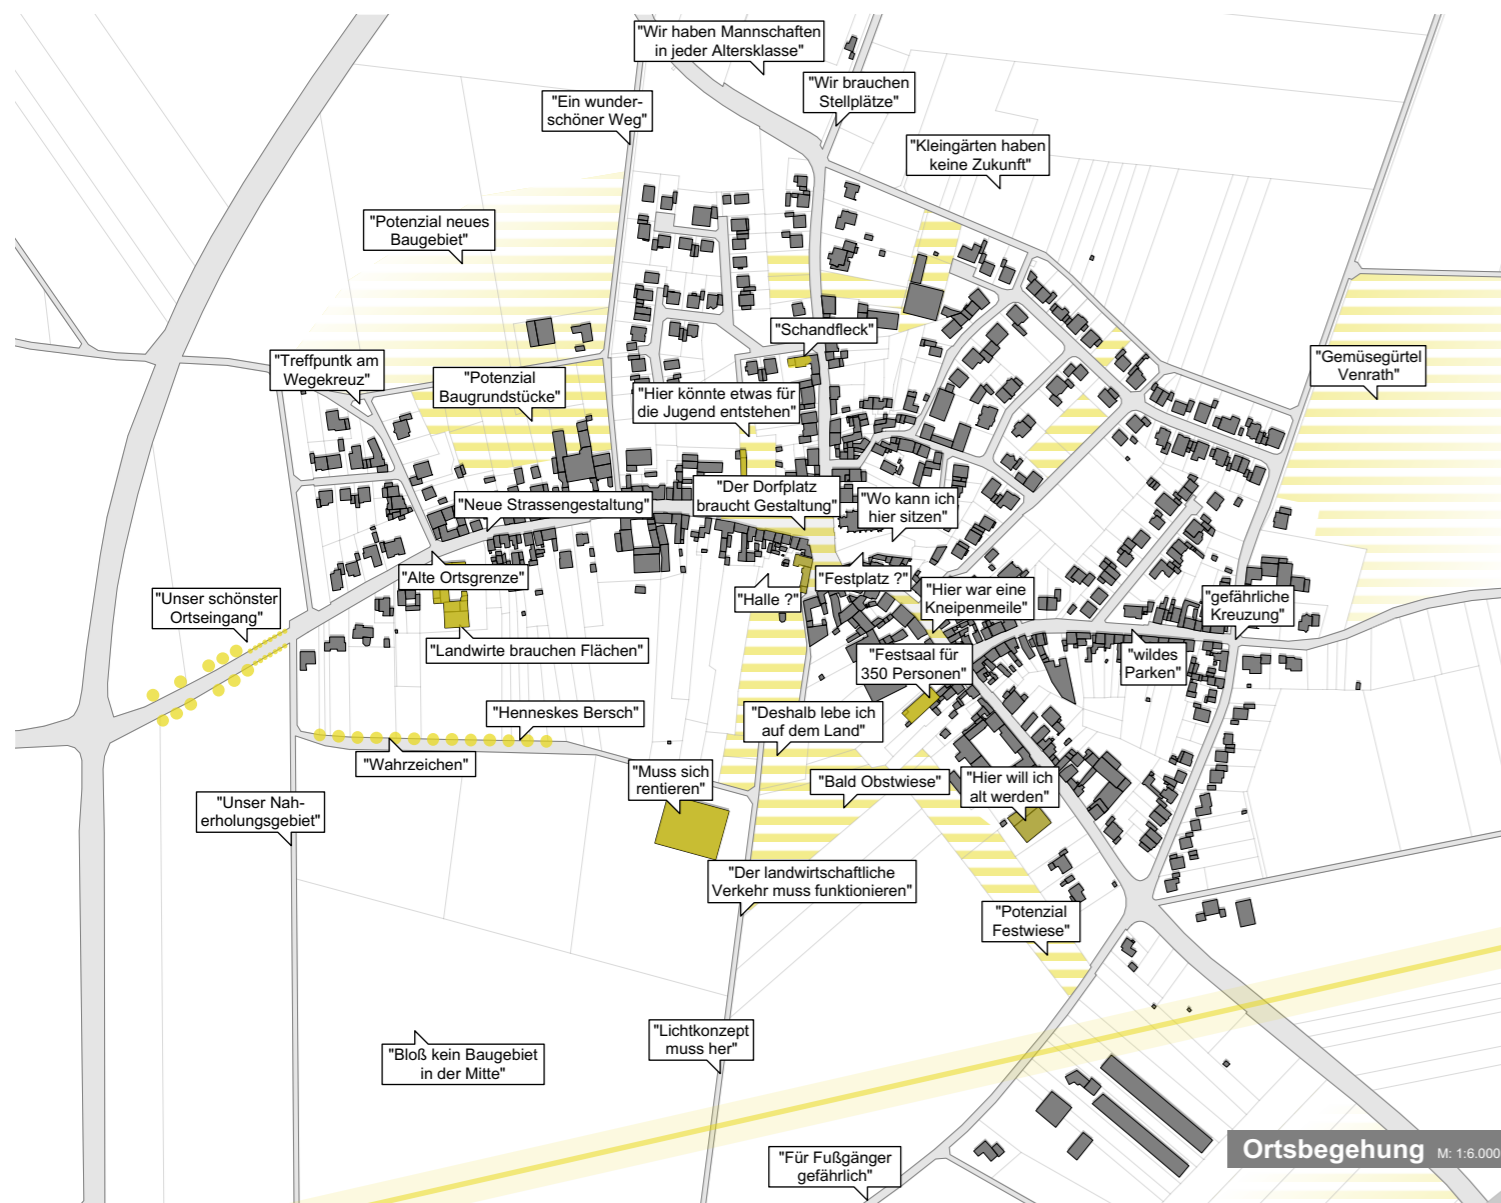 "Wir haben Mannschaften
in jeder Altersklasse"
"Wir brauchen
Stellplätze"
"Ein wunder-
schöner Weg"
"Kleingärten haben
keine Zukunft"
"Potenzial neues
Baugebiet"
"Schandfleck"
"Treffpuntk am
Wegekreuz"
"Potenzial
Baugrundstücke"
"Hier könnte etwas für
die Jugend entstehen"
"Gemüsegürtel
Venrath"
"Neue Strassengestaltung"
"Der Dorfplatz
braucht Gestaltung"
"Wo kann ich
hier sitzen"
"Alte Ortsgrenze"
"Halle ?"
"Festplatz ?"
"Hier war eine
Kneipenmeile"
"gefährliche
Kreuzung"
"Unser schönster
Ortseingang"
"Landwirte brauchen Flächen"
"Festsaal für
350 Personen"
"wildes
Parken"
"Henneskes Bersch"
"Deshalb lebe ich
auf dem Land"
"Wahrzeichen"
"Muss sich
rentieren"
"Bald Obstwiese"
"Hier will ich
alt werden"
"Unser Nah-
erholungsgebiet"
"Der landwirtschaftliche
Verkehr muss funktionieren"
"Potenzial
Festwiese"
"Lichtkonzept
muss her"
"Bloß kein Baugebiet
in der Mitte"
"Für Fußgänger
gefährlich"
Ortsbegehung M: 1:6.000